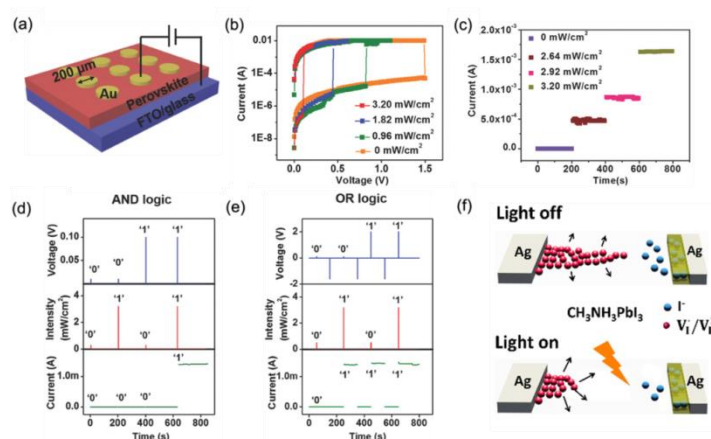 (a)
200 μm
Au
Perovskite
FTO/glass
(b)
Current (A)
0.01
1E-4
1E-6
1E-8
3.20 mW/cm²
1.82 mW/cm²
0.96 mW/cm²
0 mW/cm²
0.0 0.5 1.0 1.5
Voltage (V)
(c)
Current (A)
2.0x10⁻³
1.5x10⁻³
1.0x10⁻³
5.0x10⁻⁴
0.0
0 mW/cm²
2.64 mW/cm²
2.92 mW/cm²
3.20 mW/cm²
0 200 400 600 800
Time(s)
(d)
AND logic
Voltage (V)
0.10
0.05
'0' '0' '1' '1'
Intensity
(mW/cm²)
4
2
0
'0' '1' '0' '1'
Current (A)
1.0m
0.0
'0' '0' '0' '1'
0 200 400 600 800
Time (s)
(e)
OR logic
Voltage (V)
2
0
-2
'0' '0' '1' '1'
Intensity
(mW/cm²)
4
2
0
'0' '1' '0' '1'
Current (A)
1.0m
0.0
'0' '1' '1' '1'
0 200 400 600 800
Time (s)
(f)
Light off
Ag
Ag
CH₃NH₃PbI₃
I⁻
Light on
Ag
Ag